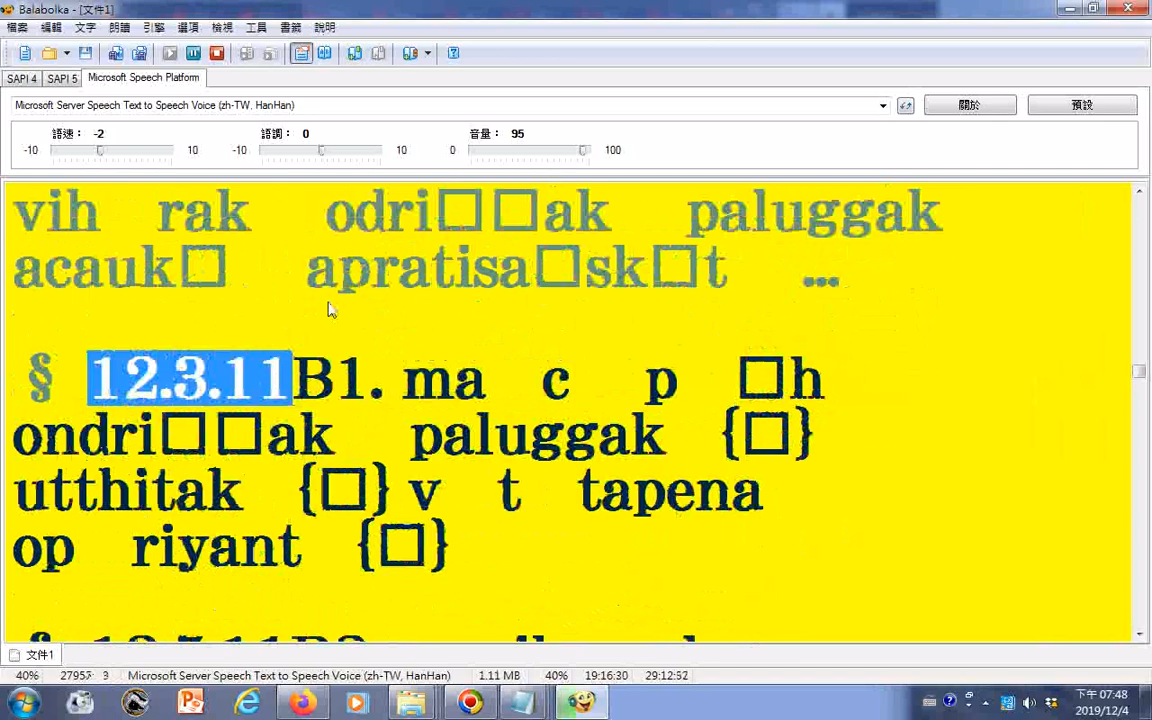 Balabolka - [文件1]
檔案 編輯 文字 朗讀 引擎 選項 檢視 工具 書籤 說明
SAPI 4 SAPI 5 Microsoft Speech Platform
Microsoft Server Speech Text to Speech Voice (zh-TW, HanHan) 關於 預設
語速： -2 語調： 0 音量： 95
-10 10 -10 10 0 100
vih rak odri□□ak paluggak
acauk□ apratisa□sk□t ...
§ 12.3.11B1. ma c p □h
ondri□□ak paluggak {□}
utthitak {□} v t tapena
op riyant {□}
文件1
40% Microsoft Server Speech Text to Speech Voice (zh-TW, HanHan) 1.11 MB 40% 19:16:30 29:12:52
下午 07:48
2019/12/4